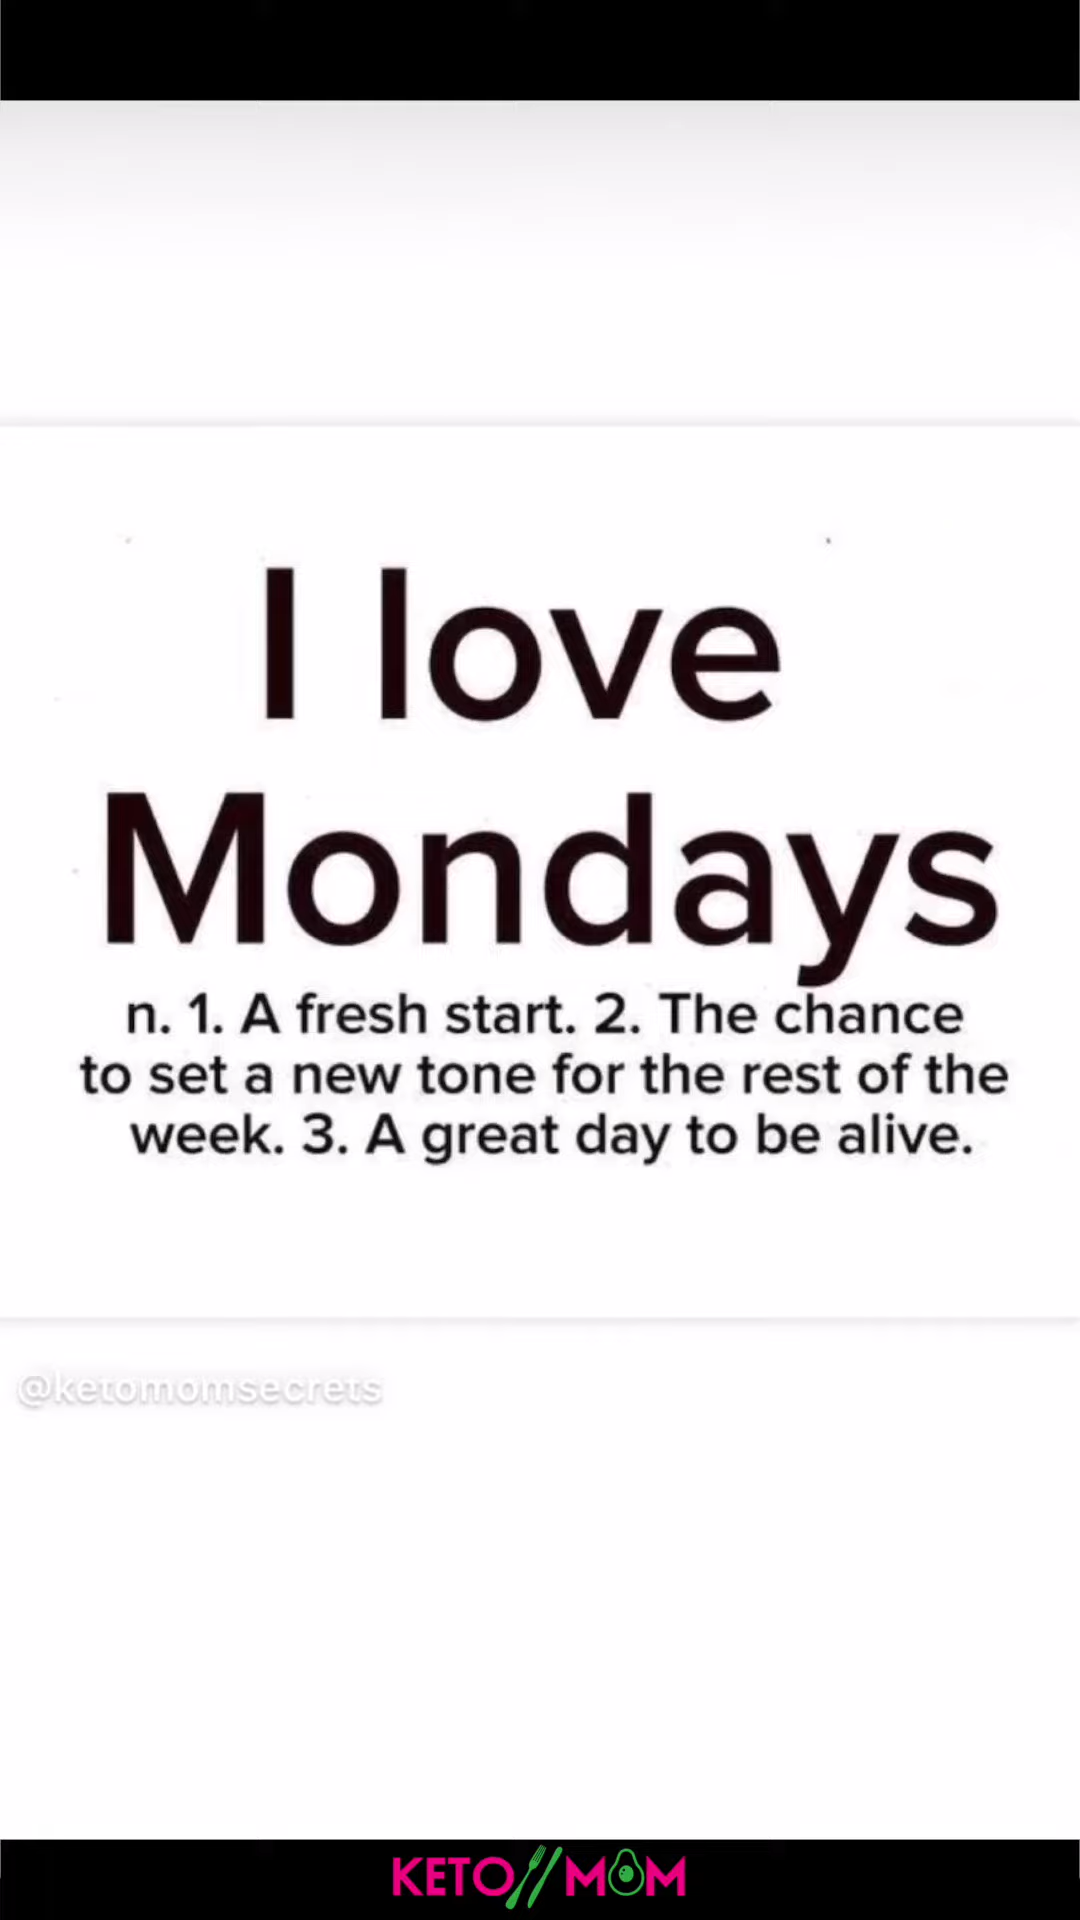 I love
Mondays
n. 1. A fresh start. 2. The chance
to set a new tone for the rest of the
week. 3. A great day to be alive.
@ketomomsecrets
KETO//MOM